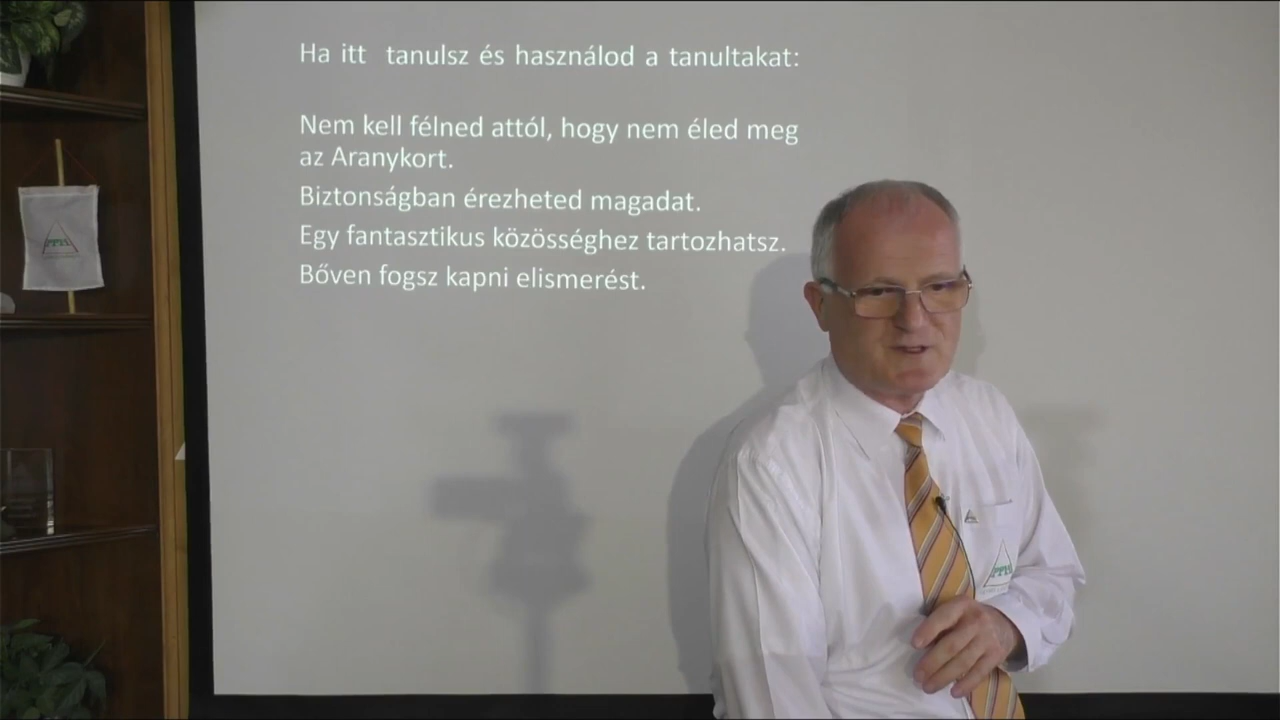 Ha itt tanulsz és használod a tanultakat:
Nem kell félned attól, hogy nem éled meg
az Aranykort.
Biztonságban érezheted magadat.
Egy fantasztikus közösséghez tartozhatsz.
Bőven fogsz kapni elismerést.